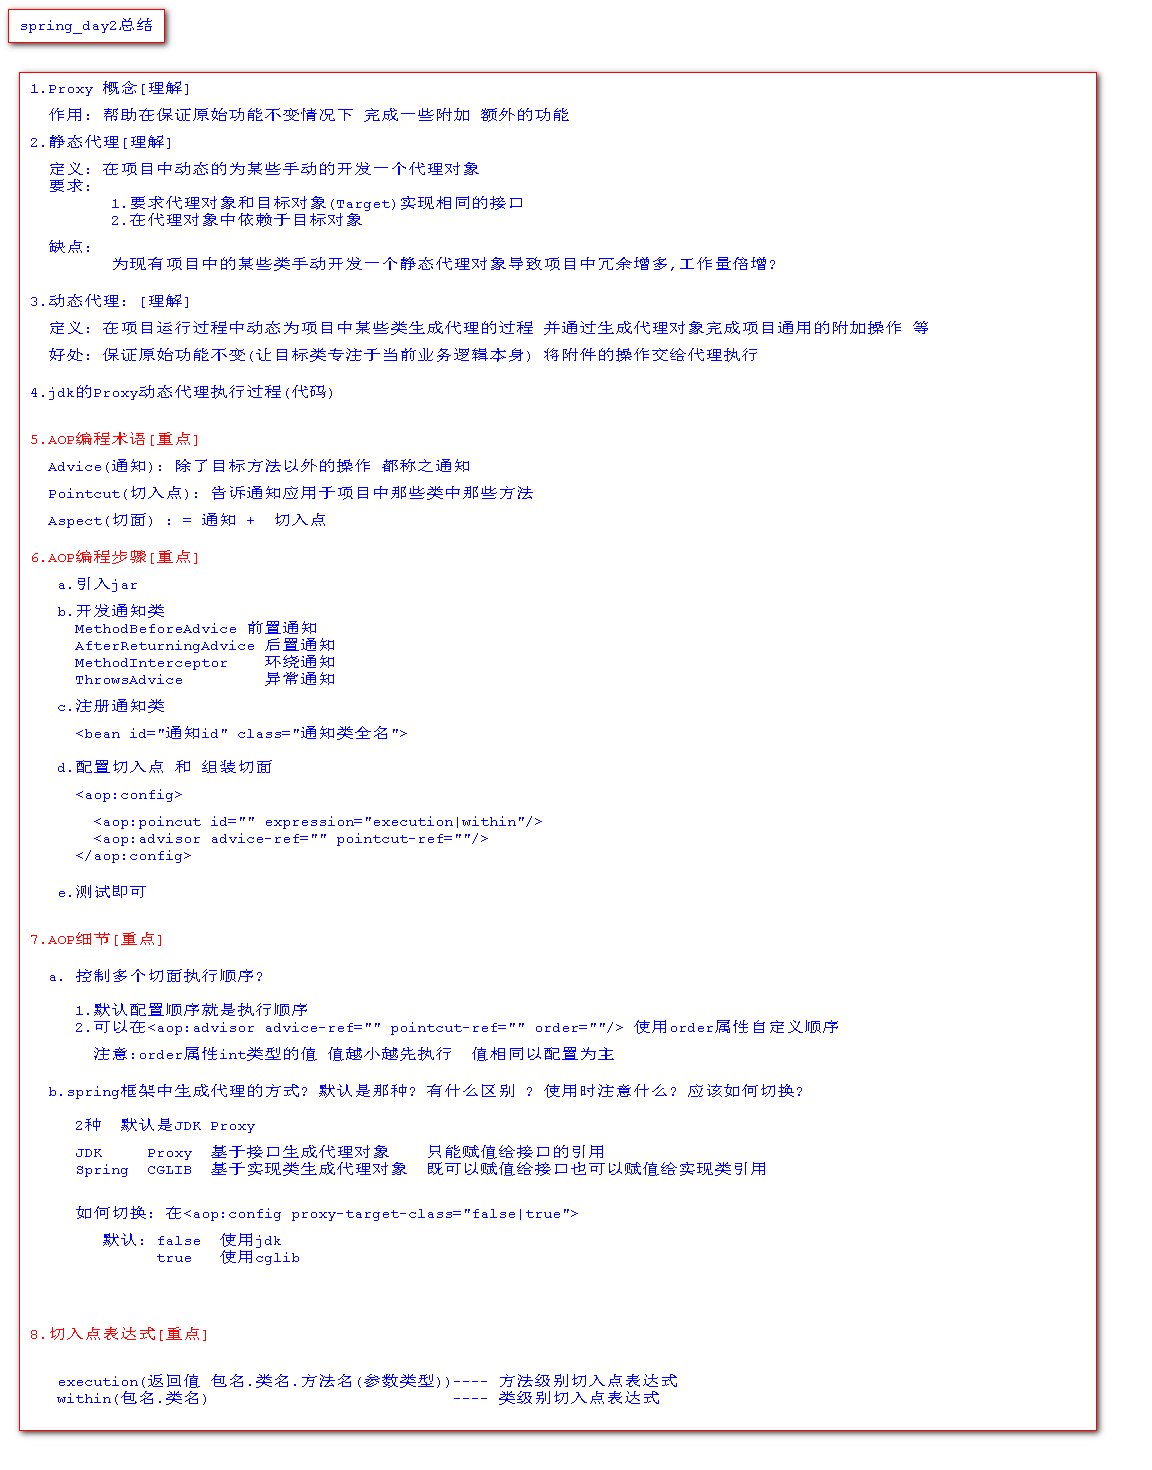 spring_day2总结
1.Proxy 概念[理解]
作用: 帮助在保证原始功能不变情况下 完成一些附加 额外的功能
2.静态代理[理解]
定义: 在项目中动态的为某些手动的开发一个代理对象
要求:
1.要求代理对象和目标对象(Target)实现相同的接口
2.在代理对象中依赖于目标对象
缺点:
为现有项目中的某些类手动开发一个静态代理对象导致项目中冗余增多,工作量倍增?
3.动态代理: [理解]
定义: 在项目运行过程中动态为项目中某些类生成代理的过程 并通过生成代理对象完成项目通用的附加操作 等
好处: 保证原始功能不变(让目标类专注于当前业务逻辑本身) 将附件的操作交给代理执行
4.jdk的Proxy动态代理执行过程(代码)
5.AOP编程术语[重点]
Advice(通知): 除了目标方法以外的操作 都称之通知
Pointcut(切入点): 告诉通知应用于项目中那些类中那些方法
Aspect(切面) : = 通知 + 切入点
6.AOP编程步骤[重点]
a.引入jar
b.开发通知类
MethodBeforeAdvice 前置通知
AfterReturningAdvice 后置通知
MethodInterceptor 环绕通知
ThrowsAdvice 异常通知
c.注册通知类
<bean id="通知id" class="通知类全名">
d.配置切入点 和 组装切面
<aop:config>
<aop:poincut id="" expression="execution|within"/>
<aop:advisor advice-ref="" pointcut-ref=""/>
</aop:config>
e.测试即可
7.AOP细节[重点]
a. 控制多个切面执行顺序?
1.默认配置顺序就是执行顺序
2.可以在<aop:advisor advice-ref="" pointcut-ref="" order=""/> 使用order属性自定义顺序
注意:order属性int类型的值 值越小越先执行 值相同以配置为主
b.spring框架中生成代理的方式? 默认是那种? 有什么区别 ? 使用时注意什么? 应该如何切换?
2种 默认是JDK Proxy
JDK Proxy 基于接口生成代理对象 只能赋值给接口的引用
Spring CGLIB 基于实现类生成代理对象 既可以赋值给接口也可以赋值给实现类引用
如何切换: 在<aop:config proxy-target-class="false|true">
默认: false 使用jdk
true 使用cglib
8.切入点表达式[重点]
execution(返回值 包名.类名.方法名(参数类型))---- 方法级别切入点表达式
within(包名.类名) ---- 类级别切入点表达式